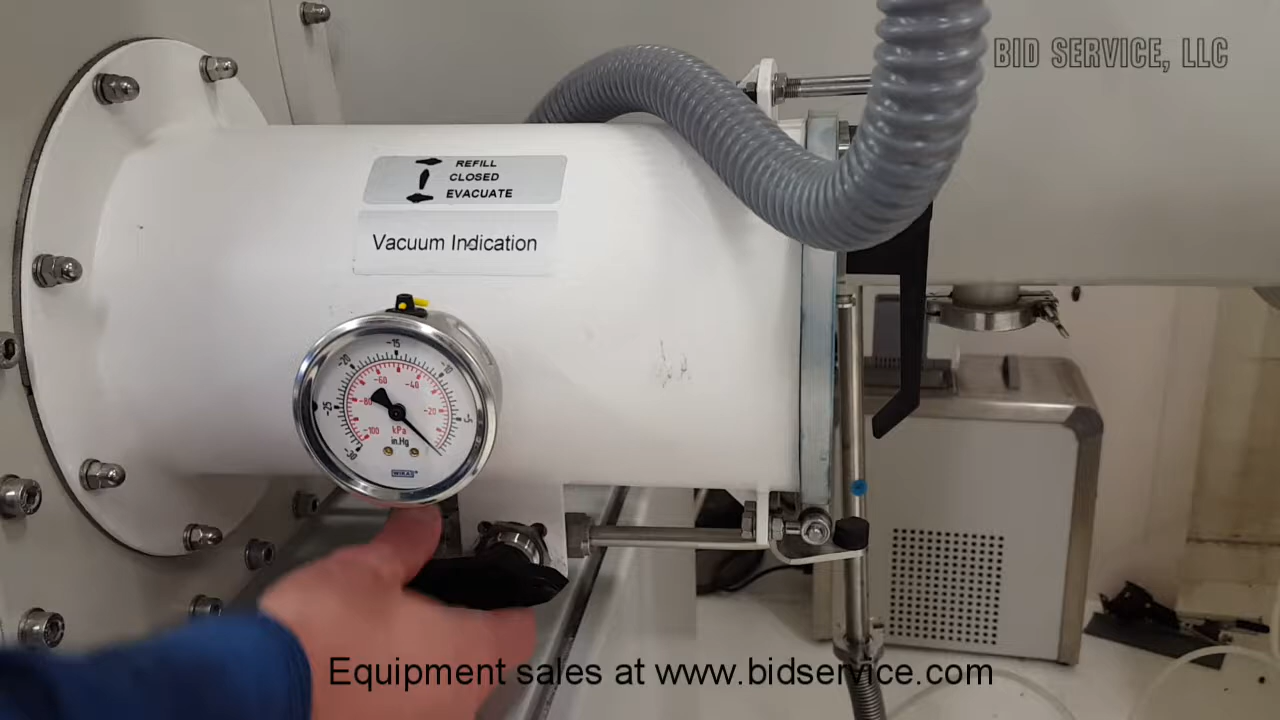 BID SERVICE, LLC
REFILL
CLOSED
EVACUATE
Vacuum Indication
-30 -25 -20 -15 -10 -5
-100 -80 -60 -40 -20
kPa
in.Hg
WIKA
Equipment sales at www.bidservice.com